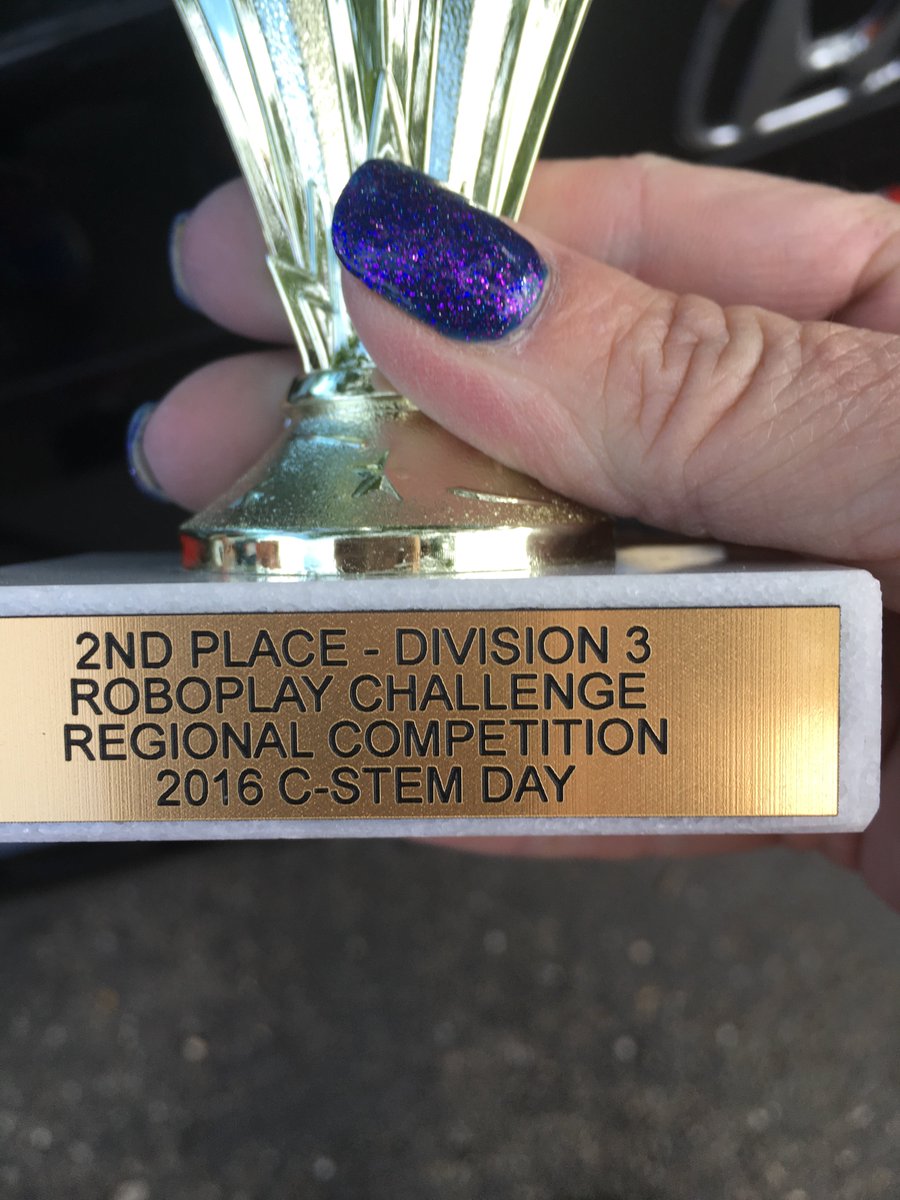 2ND PLACE - DIVISION 3
ROBOPLAY CHALLENGE
REGIONAL COMPETITION
2016 C-STEM DAY